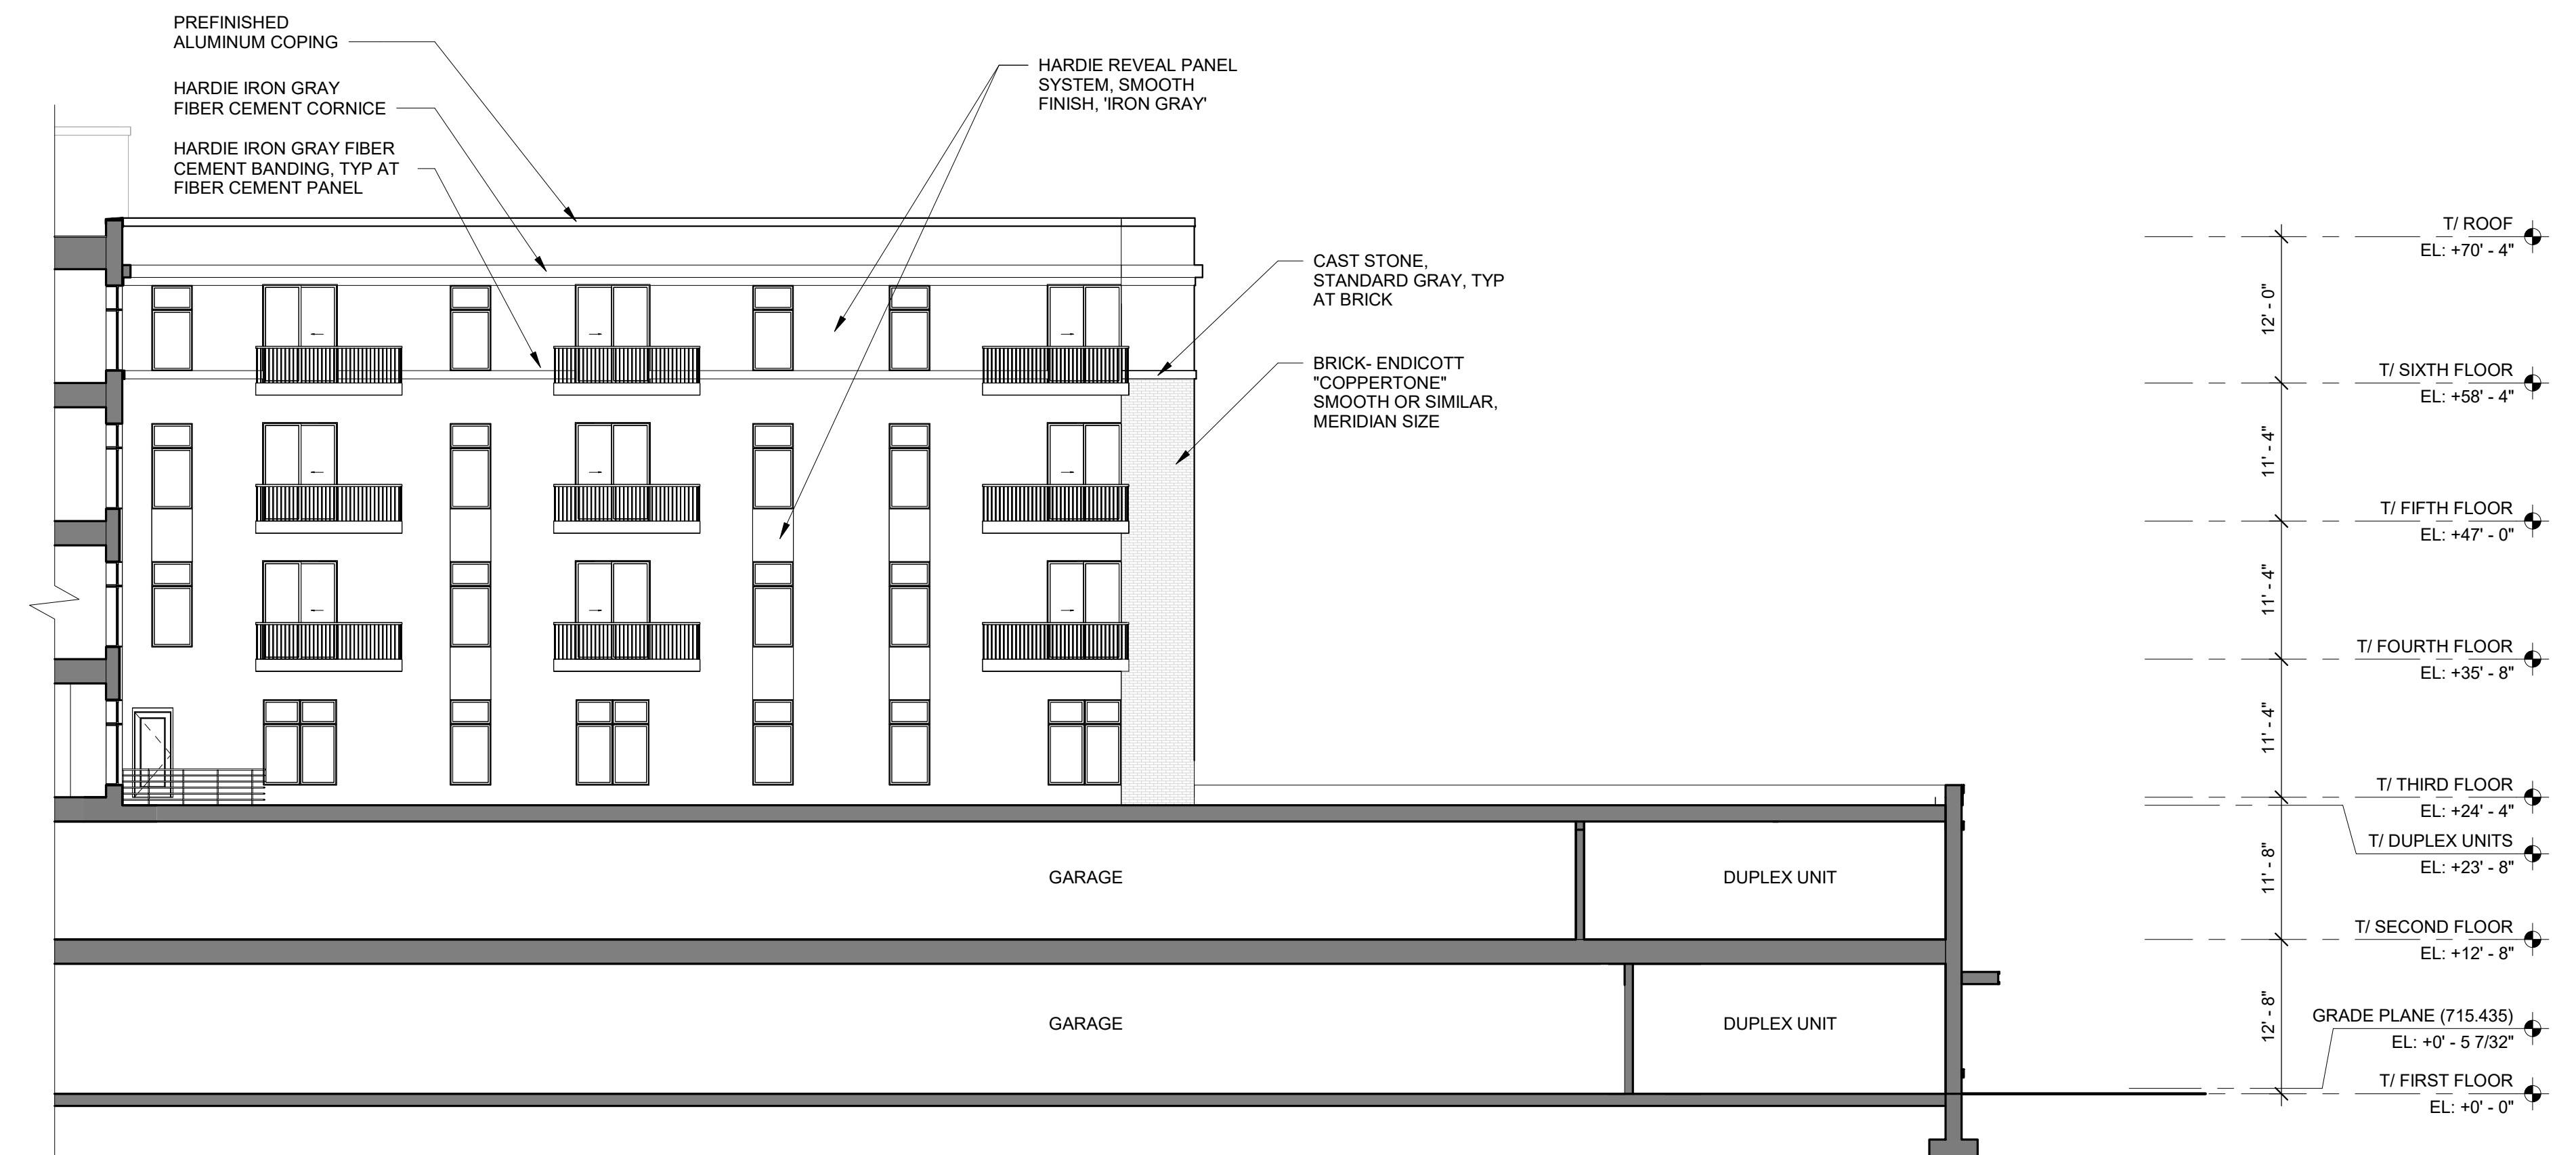 PREFINISHED
ALUMINUM COPING
HARDIE IRON GRAY
FIBER CEMENT CORNICE
HARDIE IRON GRAY FIBER
CEMENT BANDING, TYP AT
FIBER CEMENT PANEL
HARDIE REVEAL PANEL
SYSTEM, SMOOTH
FINISH, 'IRON GRAY'
CAST STONE,
STANDARD GRAY, TYP
AT BRICK
BRICK- ENDICOTT
"COPPERTONE"
SMOOTH OR SIMILAR,
MERIDIAN SIZE
GARAGE
DUPLEX UNIT
GARAGE
DUPLEX UNIT
12' - 0"
11' - 4"
11' - 4"
11' - 4"
11' - 8"
12' - 8"
T/ ROOF
EL: +70' - 4"
T/ SIXTH FLOOR
EL: +58' - 4"
T/ FIFTH FLOOR
EL: +47' - 0"
T/ FOURTH FLOOR
EL: +35' - 8"
T/ THIRD FLOOR
EL: +24' - 4"
T/ DUPLEX UNITS
EL: +23' - 8"
T/ SECOND FLOOR
EL: +12' - 8"
GRADE PLANE (715.435)
EL: +0' - 5 7/32"
T/ FIRST FLOOR
EL: +0' - 0"